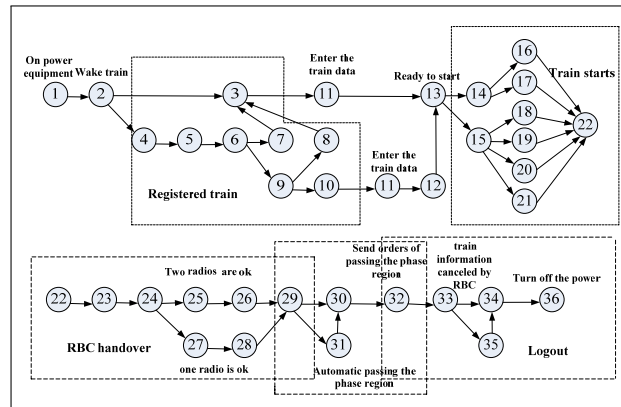 On power
equipment
Wake train
Enter the
train data
Ready to start
Train starts
1
2
3
11
13
14
16
17
4
5
6
7
8
15
18
19
22
9
10
11
12
20
21
Registered train
Enter the
train data
Two radios are ok
Send orders of
passing the phase
region
train
information
canceled by
RBC
Turn off the power
22
23
24
25
26
29
30
32
33
34
36
27
28
31
35
RBC handover
one radio is ok
Automatic passing the
phase region
Logout